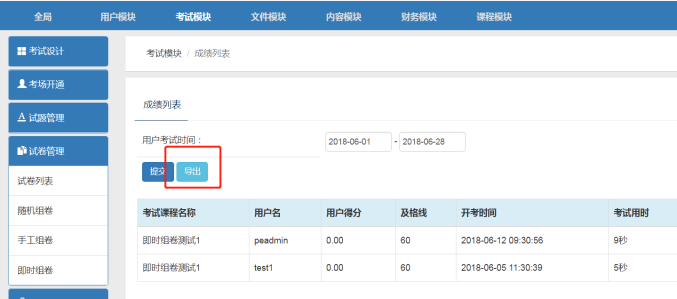 全局 用户模块 考试模块 文件模块 内容模块 财务模块 课程模块
考试设计
考场开通
试题管理
试卷管理
试卷列表
随机组卷
手工组卷
即时组卷
考试模块 / 成绩列表
成绩列表
用户考试时间： 2018-06-01 - 2018-06-28
提交 导出
考试课程名称 用户名 用户得分 及格线 开考时间 考试用时
即时组卷测试1 peadmin 0.00 60 2018-06-12 09:30:56 9秒
即时组卷测试1 test1 0.00 60 2018-06-05 11:30:39 5秒